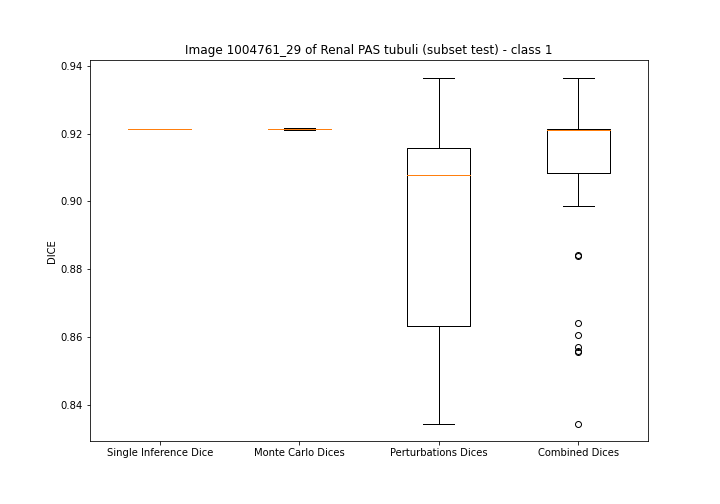 Image 1004761_29 of Renal PAS tubuli (subset test) - class 1
0.94
0.92
0.90
0.88
0.86
0.84
DICE
Single Inference Dice
Monte Carlo Dices
Perturbations Dices
Combined Dices